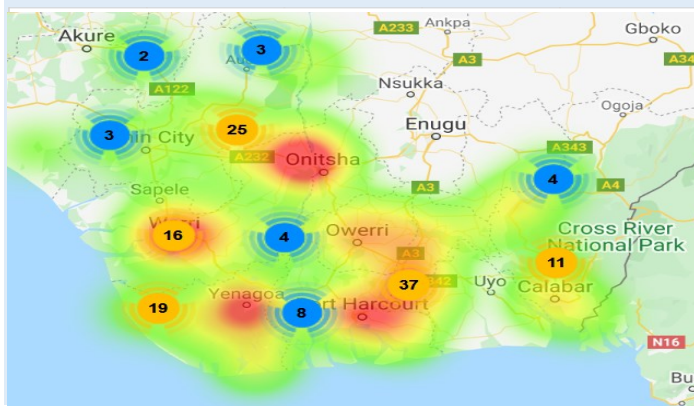 Akure
2
3
A233
Ankpa
Gboko
A3
A34
A122
Nsukka
Ogoja
3
in City
25
Enugu
A232
Onitsha
A343
4
A3
A4
Sapele
16
4
Owerri
Cross River
National Park
A3
11
37
342
Uyo
Calabar
19
Yenagoa
8
rt Harcourt
N16
Bu